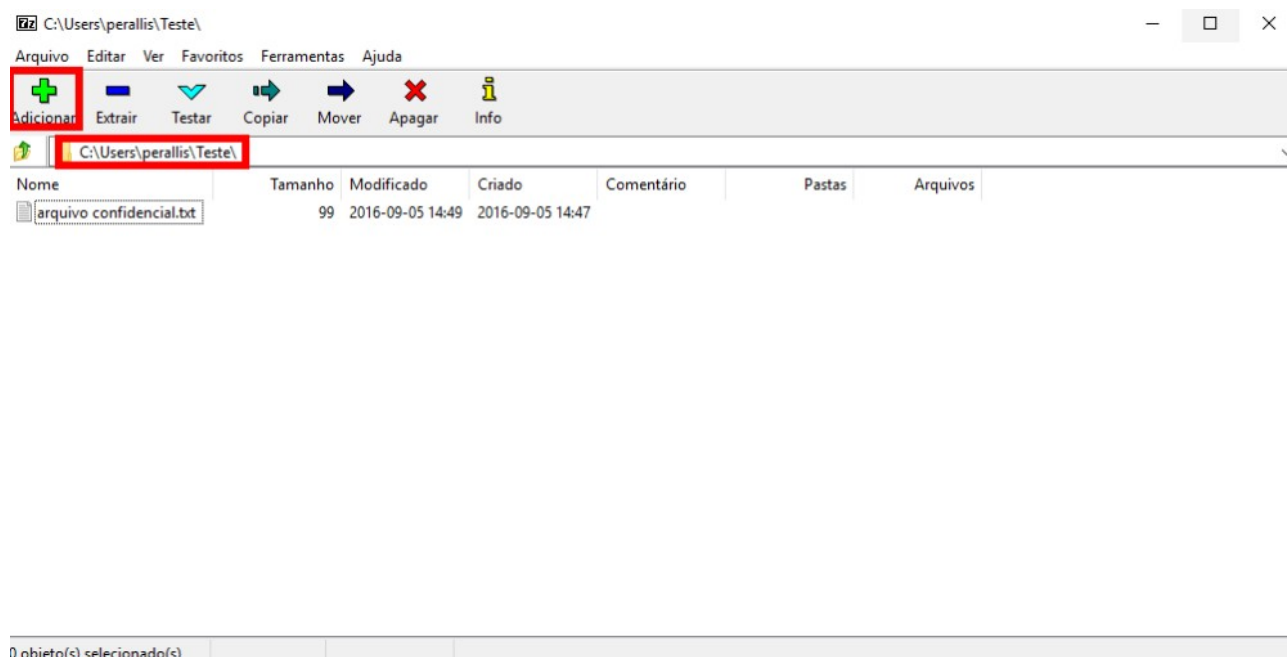 C:\Users\perallis\Teste\
Arquivo Editar Ver Favoritos Ferramentas Ajuda
Adicionar Extrair Testar Copiar Mover Apagar Info
C:\Users\perallis\Teste\
Nome Tamanho Modificado Criado Comentário Pastas Arquivos
arquivo confidencial.txt 99 2016-09-05 14:49 2016-09-05 14:47
0 objeto(s) selecionado(s)